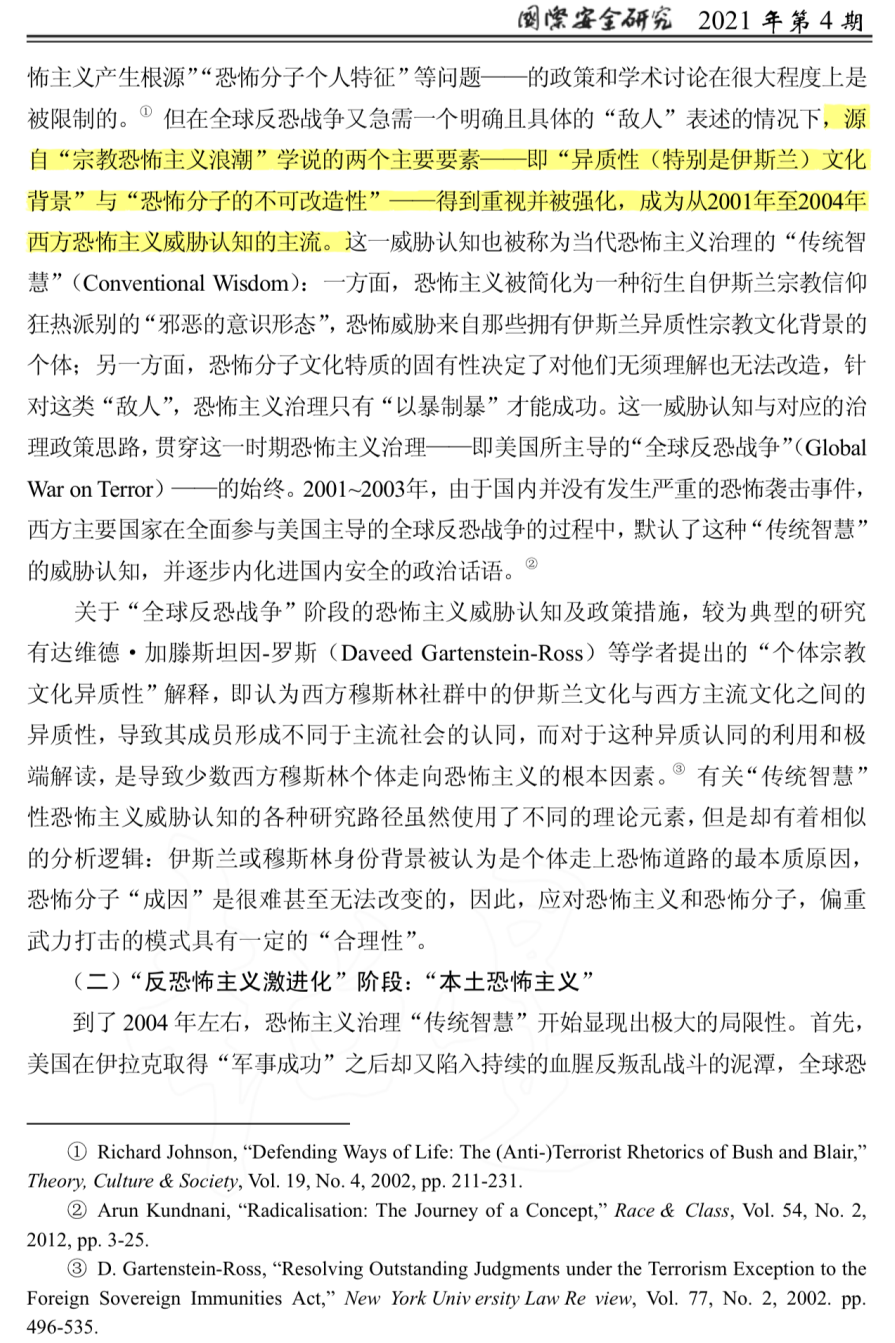 國際安全研究 2021 年第 4 期
怖主义产生根源”“恐怖分子个人特征”等问题——的政策和学术讨论在很大程度上是
被限制的。① 但在全球反恐战争又急需一个明确且具体的“敌人”表述的情况下，源
自“宗教恐怖主义浪潮”学说的两个主要要素——即“异质性（特别是伊斯兰）文化
背景”与“恐怖分子的不可改造性”——得到重视并被强化，成为从2001年至2004年
西方恐怖主义威胁认知的主流。这一威胁认知也被称为当代恐怖主义治理的“传统智
慧”（Conventional Wisdom）：一方面，恐怖主义被简化为一种衍生自伊斯兰宗教信仰
狂热派别的“邪恶的意识形态”，恐怖威胁来自那些拥有伊斯兰异质性宗教文化背景的
个体；另一方面，恐怖分子文化特质的固有性决定了对他们无须理解也无法改造，针
对这类“敌人”，恐怖主义治理只有“以暴制暴”才能成功。这一威胁认知与对应的治
理政策思路，贯穿这一时期恐怖主义治理——即美国所主导的“全球反恐战争”（Global
War on Terror）——的始终。2001~2003年，由于国内并没有发生严重的恐怖袭击事件，
西方主要国家在全面参与美国主导的全球反恐战争的过程中，默认了这种“传统智慧”
的威胁认知，并逐步内化进国内安全的政治话语。②
关于“全球反恐战争”阶段的恐怖主义威胁认知及政策措施，较为典型的研究
有达维德·加滕斯坦因-罗斯（Daveed Gartenstein-Ross）等学者提出的“个体宗教
文化异质性”解释，即认为西方穆斯林社群中的伊斯兰文化与西方主流文化之间的
异质性，导致其成员形成不同于主流社会的认同，而对于这种异质认同的利用和极
端解读，是导致少数西方穆斯林个体走向恐怖主义的根本因素。③ 有关“传统智慧”
性恐怖主义威胁认知的各种研究路径虽然使用了不同的理论元素，但是却有着相似
的分析逻辑：伊斯兰或穆斯林身份背景被认为是个体走上恐怖道路的最本质原因，
恐怖分子“成因”是很难甚至无法改变的，因此，应对恐怖主义和恐怖分子，偏重
武力打击的模式具有一定的“合理性”。
（二）“反恐怖主义激进化”阶段：“本土恐怖主义”
到了 2004 年左右，恐怖主义治理“传统智慧”开始显现出极大的局限性。首先，
美国在伊拉克取得“军事成功”之后却又陷入持续的血腥反叛乱战斗的泥潭，全球恐
① Richard Johnson, “Defending Ways of Life: The (Anti-)Terrorist Rhetorics of Bush and Blair,”
Theory, Culture & Society, Vol. 19, No. 4, 2002, pp. 211-231.
② Arun Kundnani, “Radicalisation: The Journey of a Concept,” Race & Class, Vol. 54, No. 2,
2012, pp. 3-25.
③ D. Gartenstein-Ross, “Resolving Outstanding Judgments under the Terrorism Exception to the
Foreign Sovereign Immunities Act,” New York Univ ersity Law Re view, Vol. 77, No. 2, 2002. pp.
496-535.